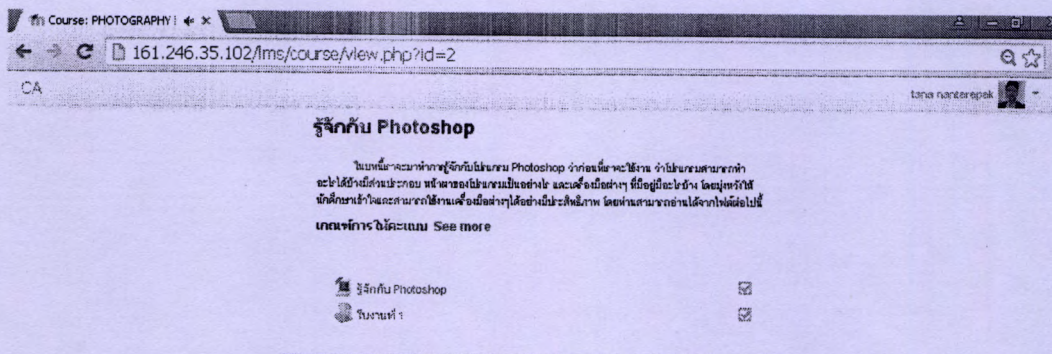 Course: PHOTOGRAPHY |
161.246.35.102/lms/course/view.php?id=2
CA
tana nanterapak
รู้จักกับ Photoshop
ในบทนี้เราจะมาทำการรู้จักกับโปรแกรม Photoshop ว่าก่อนที่เราจะใช้งาน ว่าโปรแกรมสามารถทำ
อะไรได้บ้างมีส่วนประกอบ หน้าตาของโปรแกรมเป็นอย่างไร และเครื่องมือต่างๆ ที่มีอยู่มีอะไรบ้าง โดยมุ่งหวังให้
นักศึกษาเข้าใจและสามารถใช้งานเครื่องมือต่างๆได้อย่างมีประสิทธิภาพ โดยท่านสามารถอ่านได้จากไฟล์ต่อไปนี้
เกณฑ์การให้คะแนน See more
รู้จักกับ Photoshop
ใบงานที่ 1